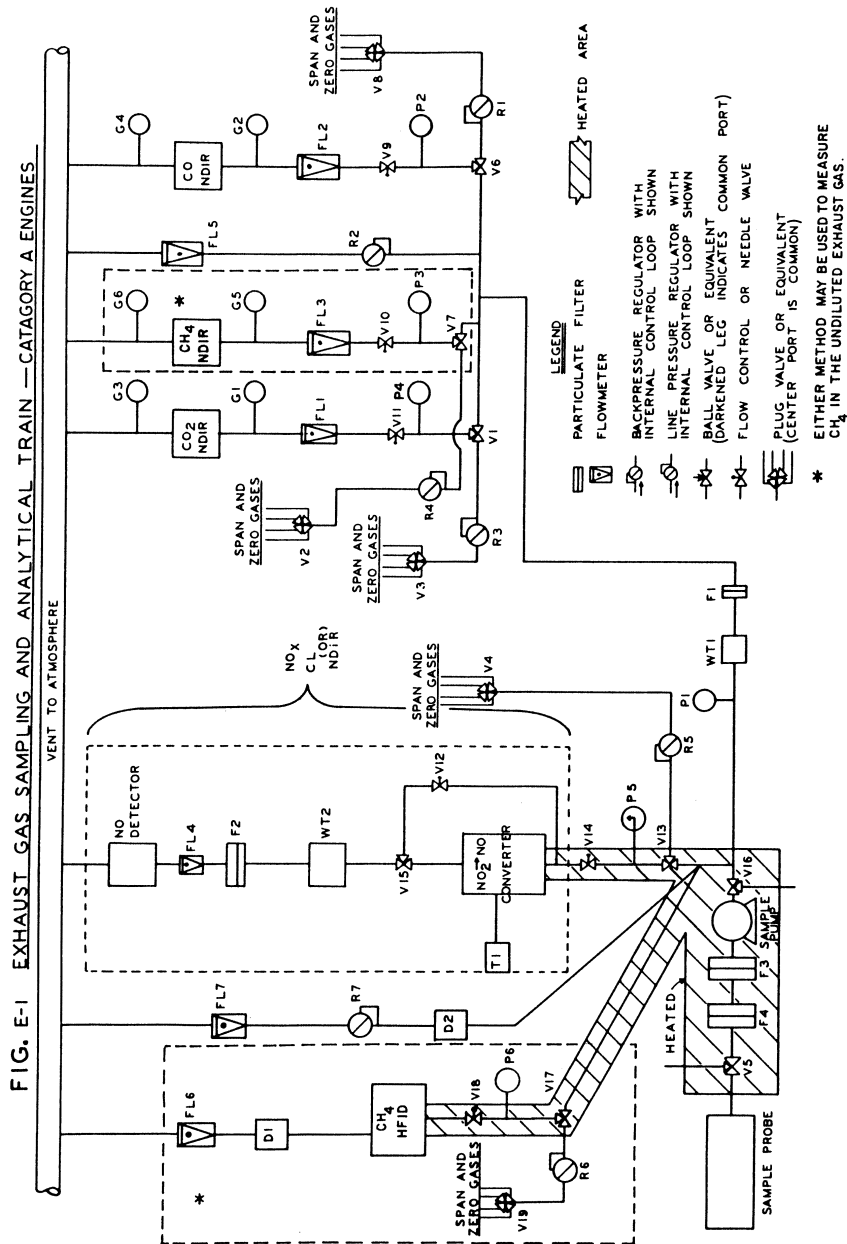 FIG. E-1 EXHAUST GAS SAMPLING AND ANALYTICAL TRAIN — CATAGORY A ENGINES
VENT TO ATMOSPHERE
FL6
D1
CH4
HFID
V18
P6
V17
R6
V19
SPAN AND
ZERO GASES
*
FL7
R7
D2
NO
DETECTOR
FL4
F2
WT2
V15
V12
NO2→NO
CONVERTER
T1
V14
P5
V13
NOX
CL (OR)
NDIR
SPAN AND
ZERO GASES
V4
R5
HEATED
SAMPLE PROBE
V5
F4
F3
SAMPLE
PUMP
V16
P1
WT1
F1
G3
CO2
NDIR
G1
FL1
V11
P4
V1
SPAN AND
ZERO GASES
V2
R4
SPAN AND
ZERO GASES
V3
R3
G6
*
CH4
NDIR
G5
FL3
V10
P3
V7
FL5
R2
G4
CO
NDIR
G2
FL2
V9
P2
V6
SPAN AND
ZERO GASES
V8
R1
LEGEND
PARTICULATE FILTER
FLOWMETER
BACKPRESSURE REGULATOR WITH
INTERNAL CONTROL LOOP SHOWN
LINE PRESSURE REGULATOR WITH
INTERNAL CONTROL LOOP SHOWN
BALL VALVE OR EQUIVALENT
(DARKENED LEG INDICATES COMMON PORT)
FLOW CONTROL OR NEEDLE VALVE
PLUG VALVE OR EQUIVALENT
(CENTER PORT IS COMMON)
* EITHER METHOD MAY BE USED TO MEASURE
CH4 IN THE UNDILUTED EXHAUST GAS.
HEATED AREA